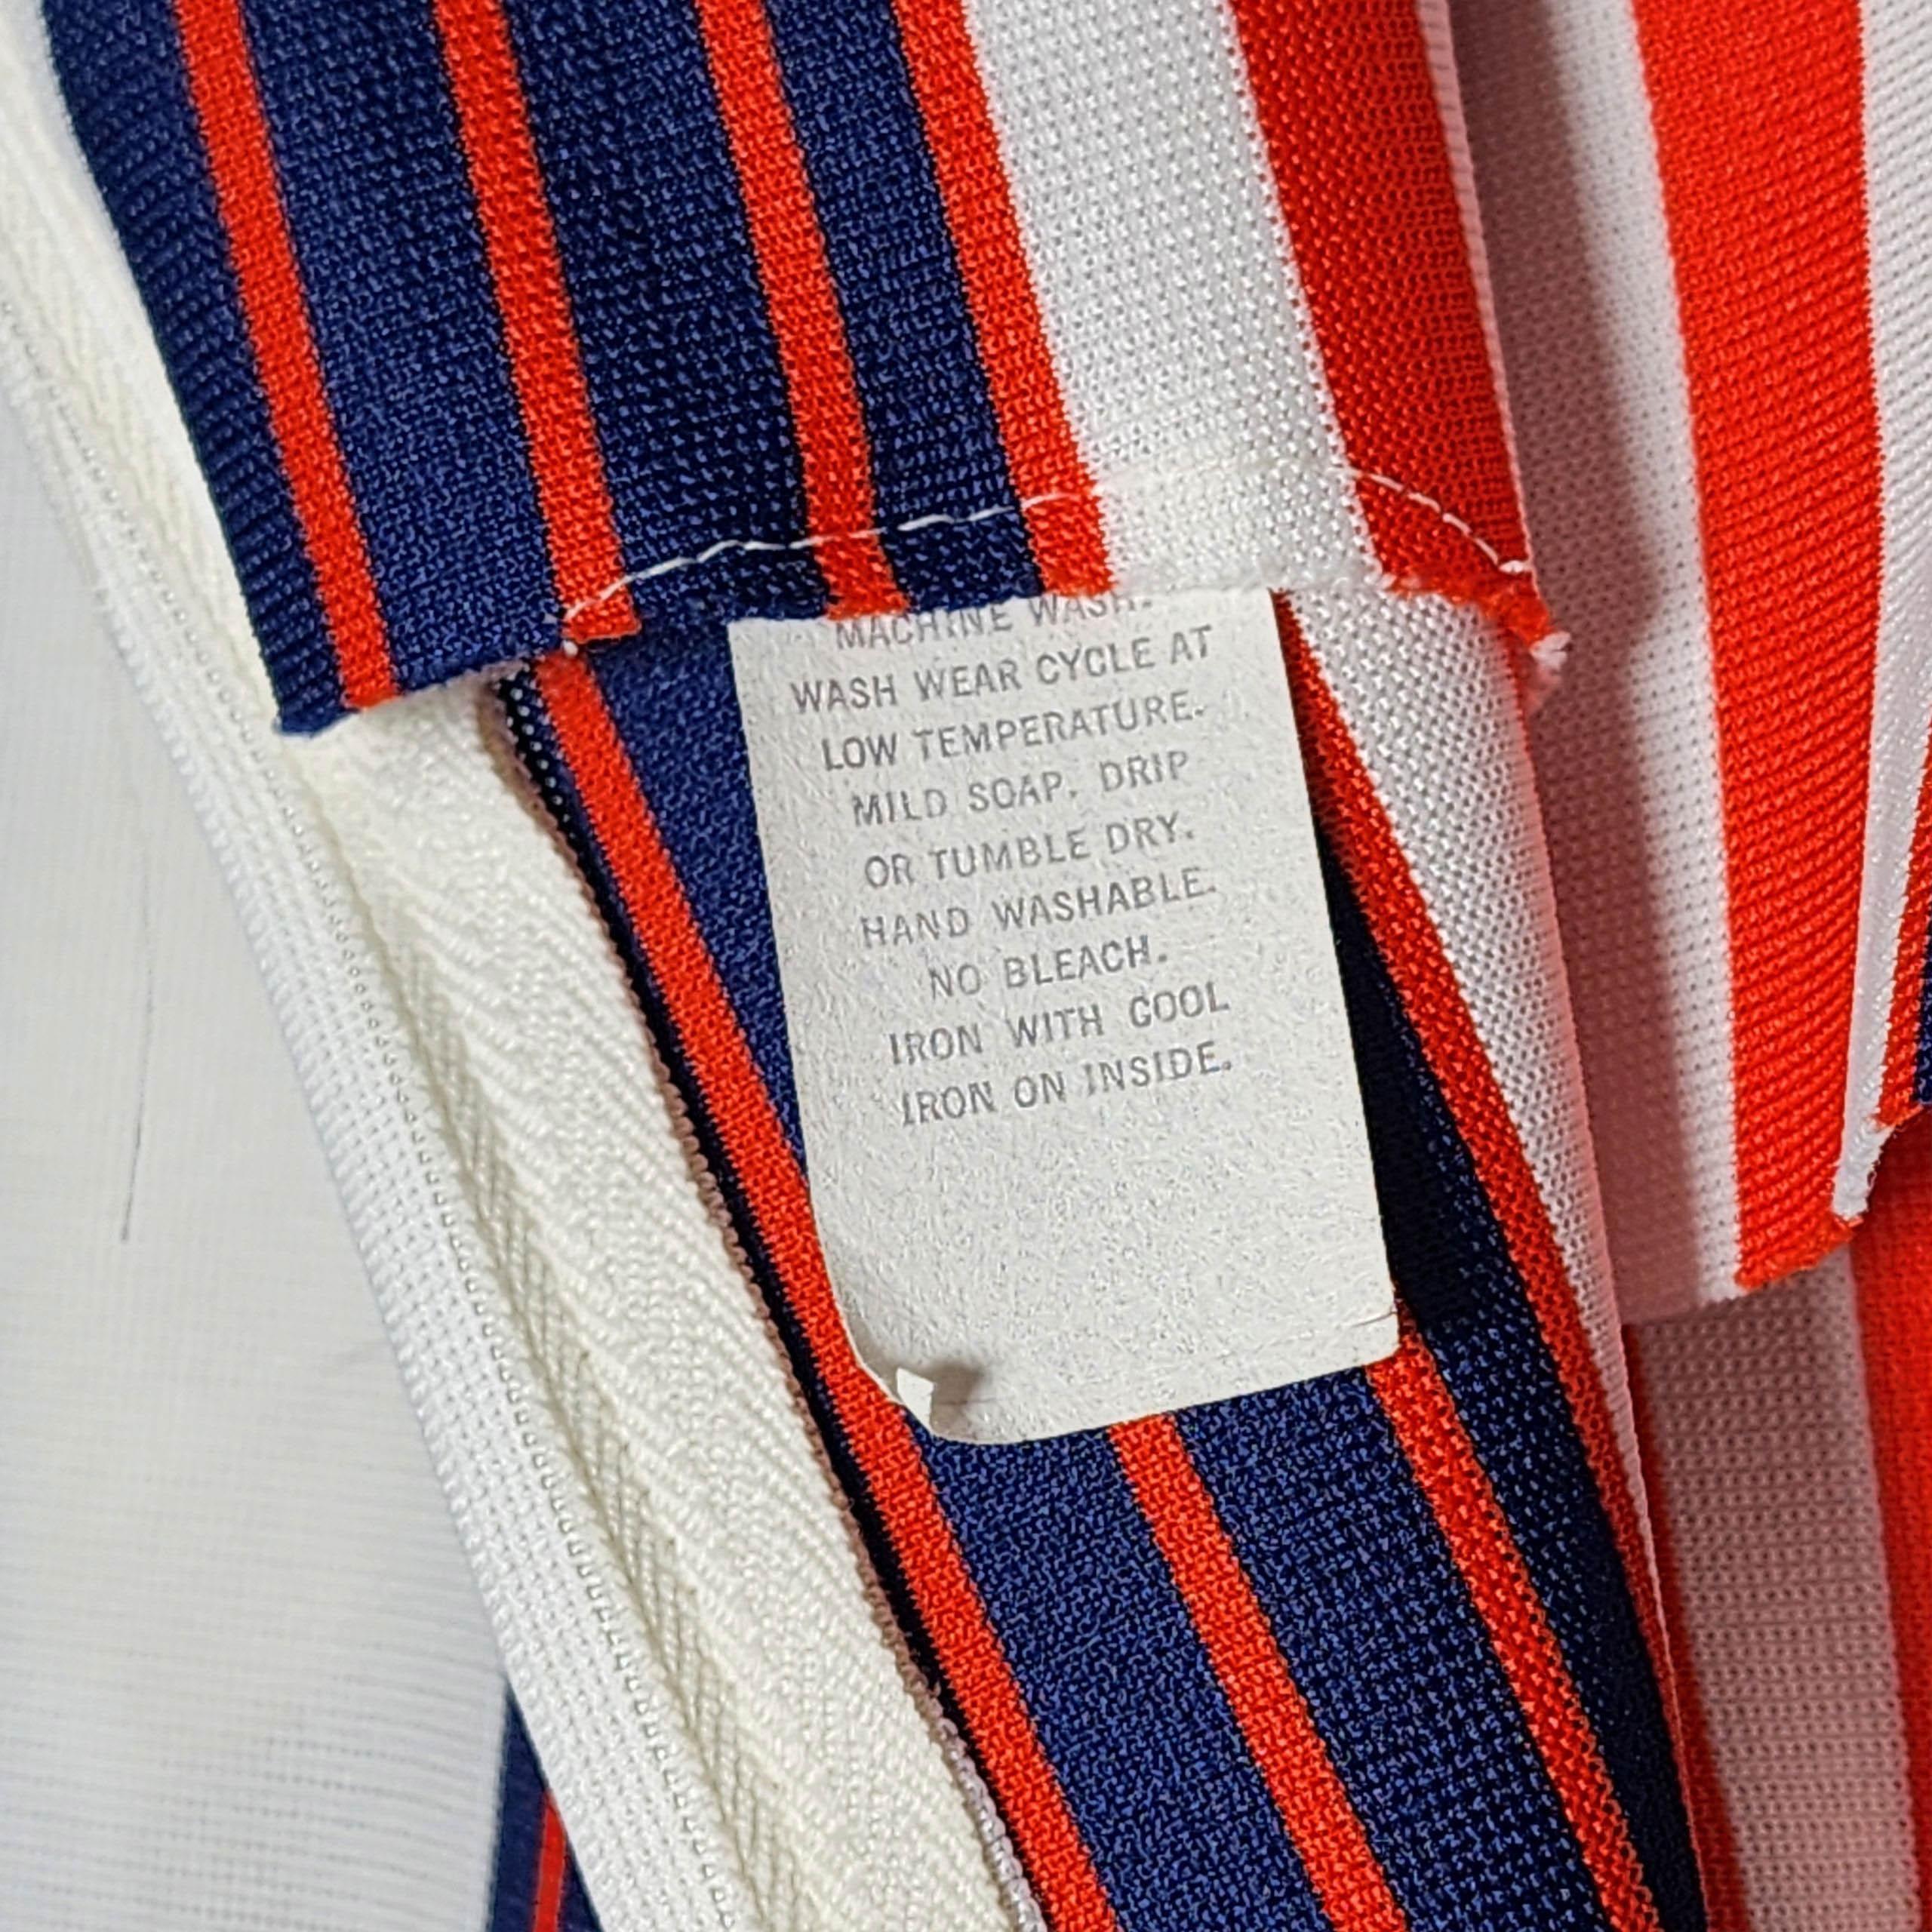 MACHINE WASH.
WASH WEAR CYCLE AT
LOW TEMPERATURE.
MILD SOAP. DRIP
OR TUMBLE DRY.
HAND WASHABLE.
NO BLEACH.
IRON WITH COOL
IRON ON INSIDE.